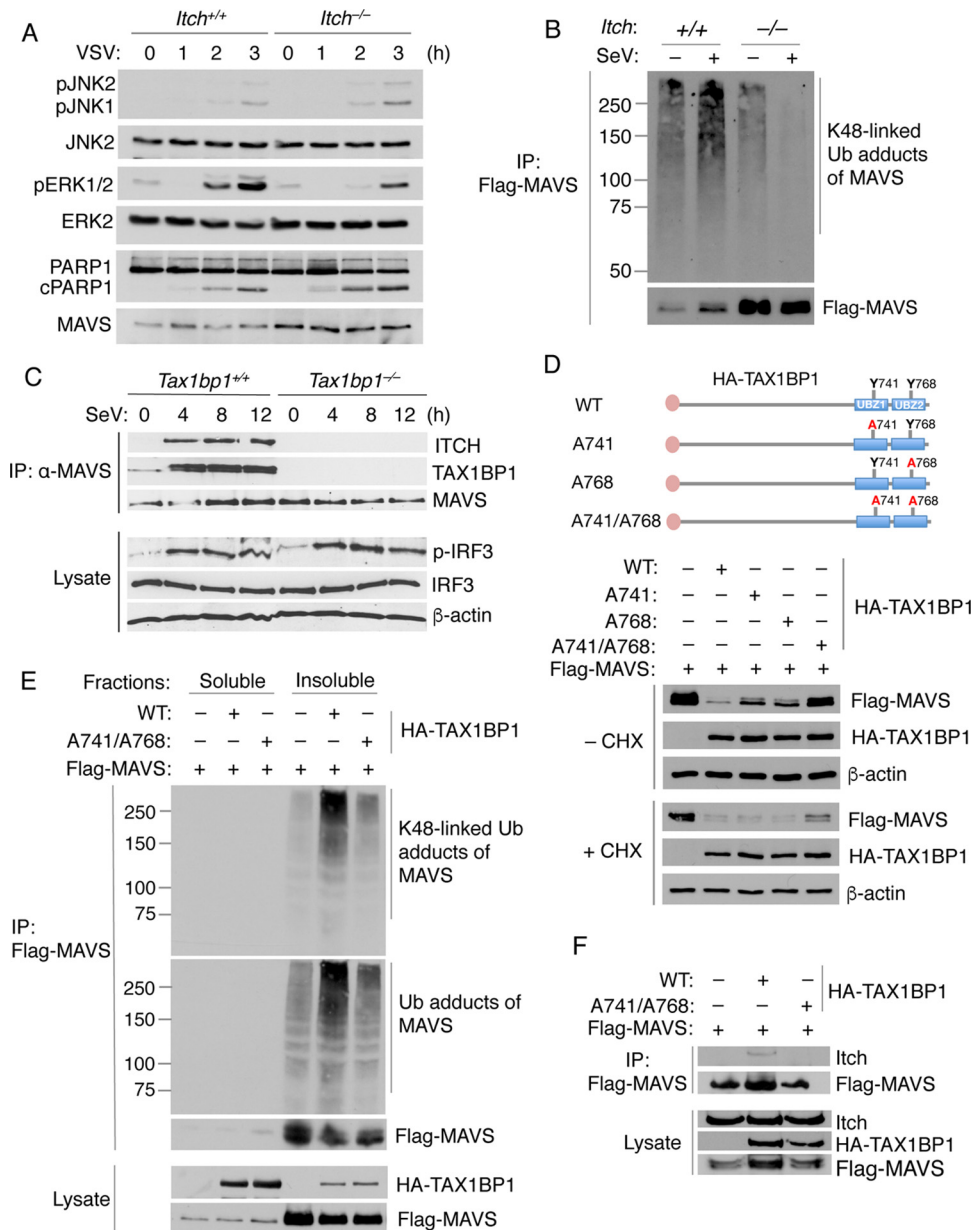 A
Itch+/+ Itch–/–
VSV: 0 1 2 3 0 1 2 3 (h)
pJNK2
pJNK1
JNK2
pERK1/2
ERK2
PARP1
cPARP1
MAVS
B
Itch: +/+ –/–
SeV: – + – +
250
150
100
75
50
IP:
Flag-MAVS
K48-linked
Ub adducts
of MAVS
Flag-MAVS
C
Tax1bp1+/+ Tax1bp1–/–
SeV: 0 4 8 12 0 4 8 12 (h)
IP: α-MAVS
ITCH
TAX1BP1
MAVS
Lysate
p-IRF3
IRF3
β-actin
D
HA-TAX1BP1
Y741 Y768
WT
UBZ1 UBZ2
A741 Y768
A741
Y741 A768
A768
A741 A768
A741/A768
WT: – + – – –
A741: – – + – –
A768: – – – + –
A741/A768: – – – – +
HA-TAX1BP1
Flag-MAVS: + + + + +
– CHX
Flag-MAVS
HA-TAX1BP1
β-actin
+ CHX
Flag-MAVS
HA-TAX1BP1
β-actin
E
Fractions: Soluble Insoluble
WT: – + – – + –
A741/A768: – – + – – +
HA-TAX1BP1
Flag-MAVS: + + + + + +
250
150
100
75
K48-linked Ub
adducts of
MAVS
IP:
Flag-MAVS
250
150
100
75
Ub adducts of
MAVS
Flag-MAVS
Lysate
HA-TAX1BP1
Flag-MAVS
F
WT: – + –
A741/A768: – – +
HA-TAX1BP1
Flag-MAVS: + + +
IP:
Flag-MAVS
Itch
Flag-MAVS
Lysate
Itch
HA-TAX1BP1
Flag-MAVS